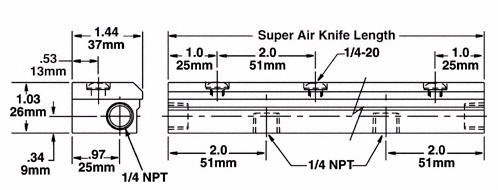 1.44
37mm
.53
13mm
1.03
26mm
.34
9mm
.97
25mm
1/4 NPT
Super Air Knife Length
1.0
25mm
2.0
51mm
1/4-20
1.0
25mm
2.0
51mm
1/4 NPT
2.0
51mm